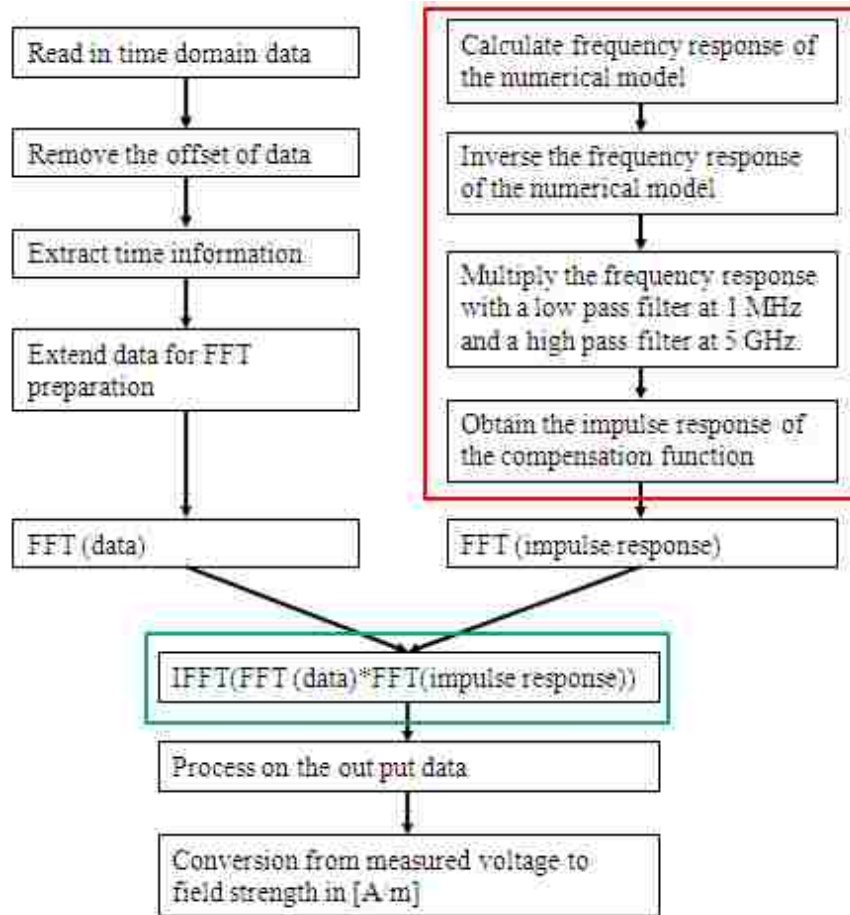 Read in time domain data
Remove the offset of data
Extract time information
Extend data for FFT
preparation
FFT (data)
Calculate frequency response of
the numerical model
Inverse the frequency response
of the numerical model
Multiply the frequency response
with a low pass filter at 1 MHz
and a high pass filter at 5 GHz.
Obtain the impulse response of
the compensation function
FFT (impulse response)
IFFT(FFT (data)*FFT(impulse response))
Process on the out put data
Conversion from measured voltage to
field strength in [A/m]